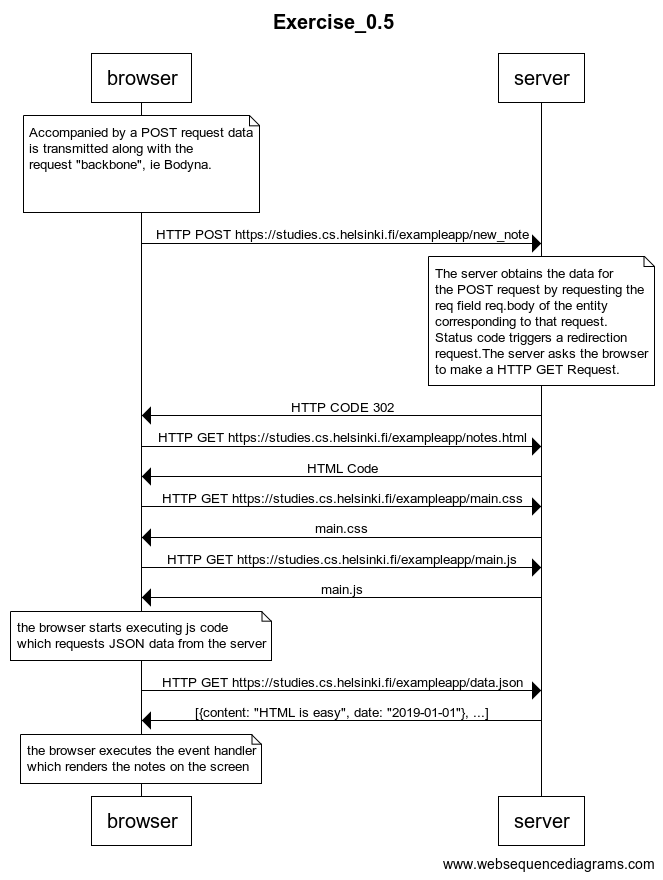 Exercise_0.5
browser
server
Accompanied by a POST request data
is transmitted along with the
request "backbone", ie Bodyna.
HTTP POST https://studies.cs.helsinki.fi/exampleapp/new_note
The server obtains the data for
the POST request by requesting the
req field req.body of the entity
corresponding to that request.
Status code triggers a redirection
request.The server asks the browser
to make a HTTP GET Request.
HTTP CODE 302
HTTP GET https://studies.cs.helsinki.fi/exampleapp/notes.html
HTML Code
HTTP GET https://studies.cs.helsinki.fi/exampleapp/main.css
main.css
HTTP GET https://studies.cs.helsinki.fi/exampleapp/main.js
main.js
the browser starts executing js code
which requests JSON data from the server
HTTP GET https://studies.cs.helsinki.fi/exampleapp/data.json
[{content: "HTML is easy", date: "2019-01-01"}, ...]
the browser executes the event handler
which renders the notes on the screen
browser
server
www.websequencediagrams.com